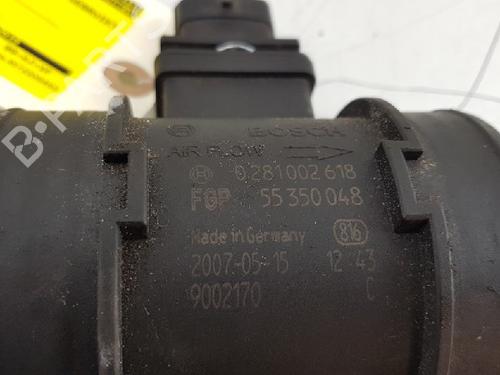 BOSCH
AIR FLOW
0 281 002 618
FGP 55 350 048
Made in Germany 816
2007-05-15 12 43
9002170 C